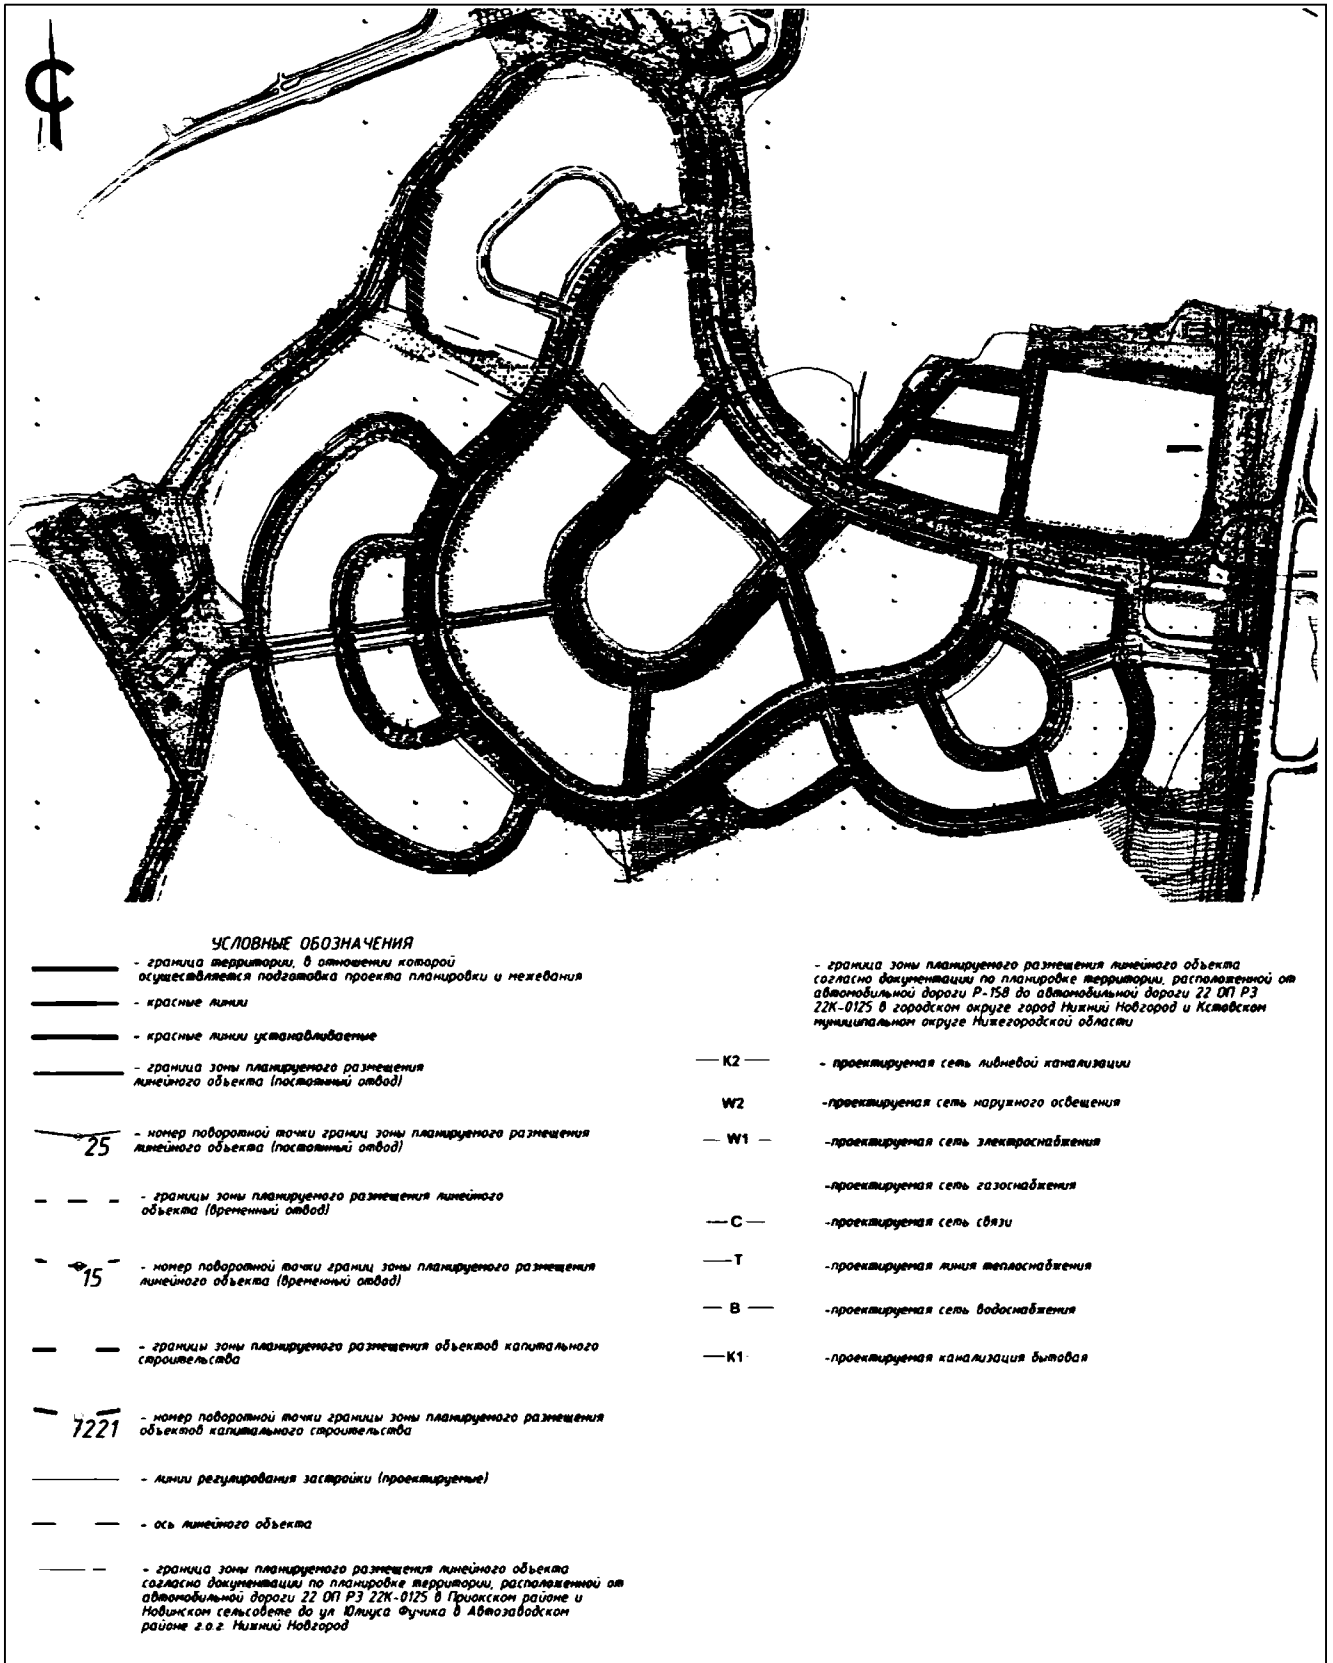 С
УСЛОВНЫЕ ОБОЗНАЧЕНИЯ
- граница территории, в отношении которой
осуществляется подготовка проекта планировки и межевания
- красные линии
- красные линии устанавливаемые
- граница зоны планируемого размещения
линейного объекта (постоянный отвод)
25
- номер поворотной точки границ зоны планируемого размещения
линейного объекта (постоянный отвод)
- границы зоны планируемого размещения линейного
объекта (временный отвод)
15
- номер поворотной точки границ зоны планируемого размещения
линейного объекта (временный отвод)
- границы зоны планируемого размещения объектов капитального
строительства
7221
- номер поворотной точки границы зоны планируемого размещения
объектов капитального строительства
- линии регулирования застройки (проектируемые)
- ось линейного объекта
- граница зоны планируемого размещения линейного объекта
согласно документации по планировке территории, расположенной от
автомобильной дороги 22 ОП РЗ 22К-0125 в Приокском районе и
Новинском сельсовете до ул Юлиуса Фучика в Автозаводском
районе г.о.г. Нижний Новгород
- граница зоны планируемого размещения линейного объекта
согласно документации по планировке территории, расположенной от
автомобильной дороги Р-158 до автомобильной дороги 22 ОП РЗ
22К-0125 в городском округе город Нижний Новгород и Кстовском
муниципальном округе Нижегородской области
К2 - проектируемая сеть ливневой канализации
W2 -проектируемая сеть наружного освещения
W1 -проектируемая сеть электроснабжения
-проектируемая сеть газоснабжения
С -проектируемая сеть связи
Т -проектируемая линия теплоснабжения
В -проектируемая сеть водоснабжения
К1 -проектируемая канализация бытовая